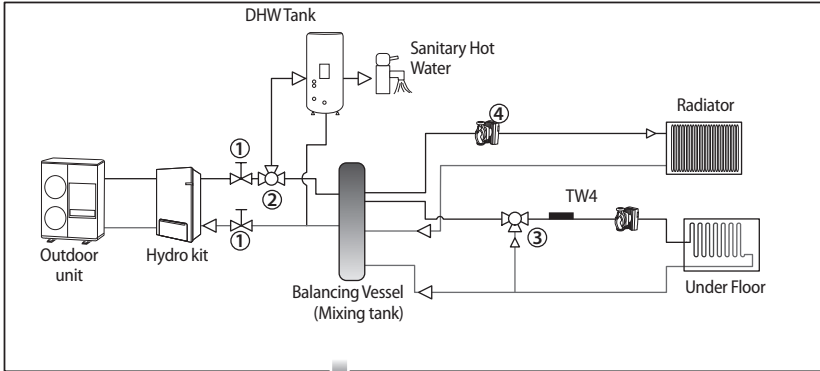 DHW Tank
Sanitary Hot
Water
④
Radiator
①
②
TW4
①
③
Outdoor
unit
Hydro kit
Balancing Vessel
(Mixing tank)
Under Floor